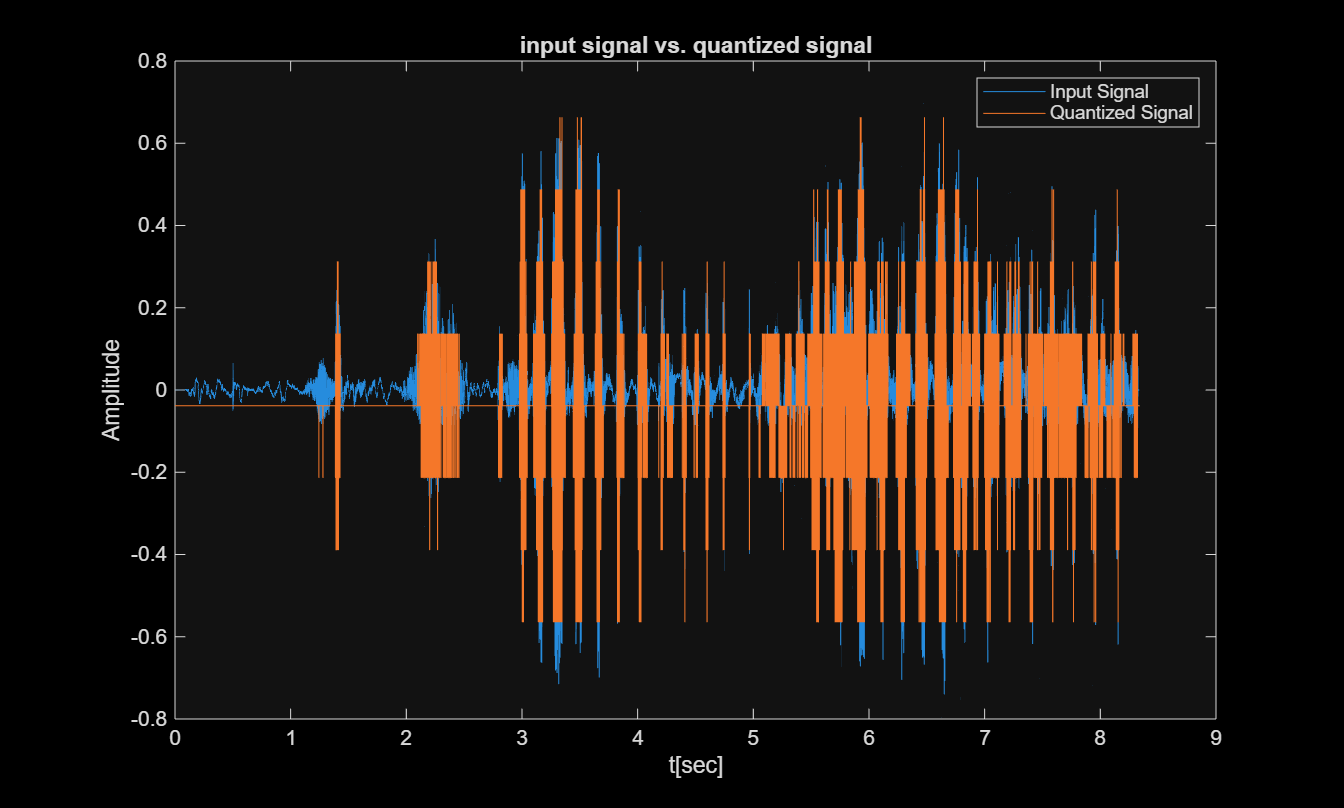 input signal vs. quantized signal
Input Signal
Quantized Signal
0.8
0.6
0.4
0.2
0
-0.2
-0.4
-0.6
-0.8
Amplitude
0 1 2 3 4 5 6 7 8 9
t[sec]